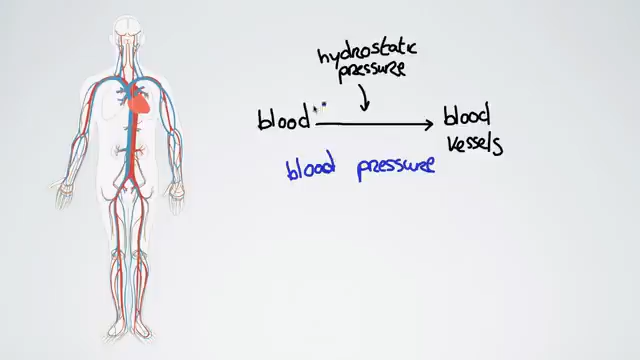 hydrostatic
pressure
blood
blood
vessels
blood pressure